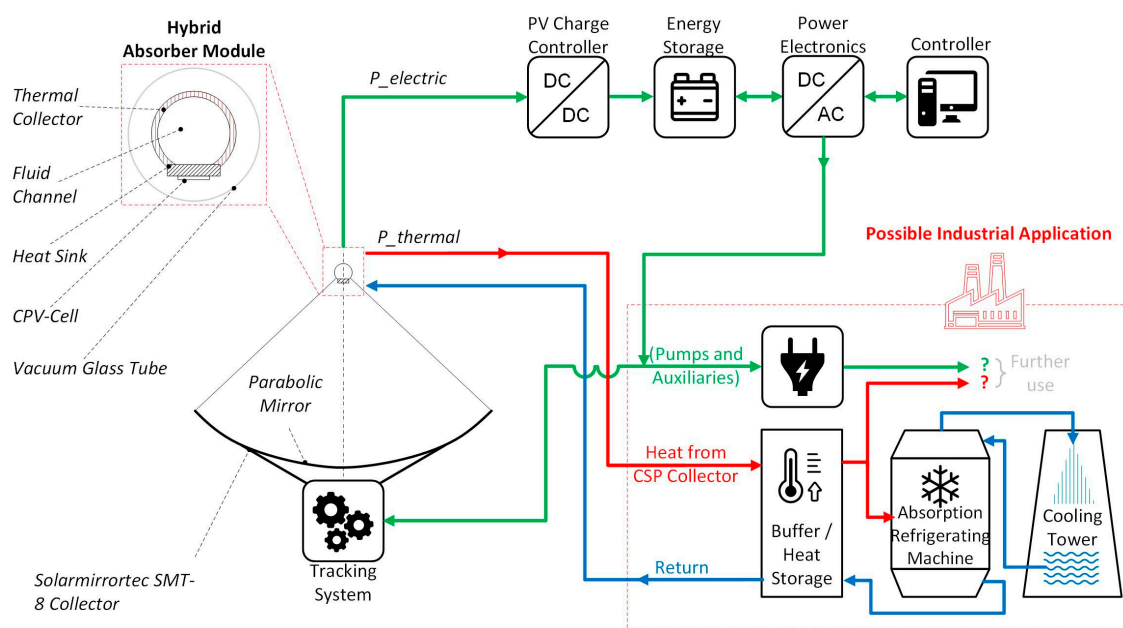 Hybrid
Absorber Module
Thermal
Collector
Fluid
Channel
Heat Sink
CPV-Cell
Vacuum Glass Tube
P_electric
PV Charge
Controller
DC
DC
Energy
Storage
Power
Electronics
DC
AC
Controller
P_thermal
Possible Industrial Application
Parabolic
Mirror
(Pumps and
Auxiliaries)
?
?
Further
use
Heat from
CSP Collector
Buffer /
Heat
Storage
Absorption
Refrigerating
Machine
Cooling
Tower
Return
Tracking
System
Solarmirrortec SMT-
8 Collector